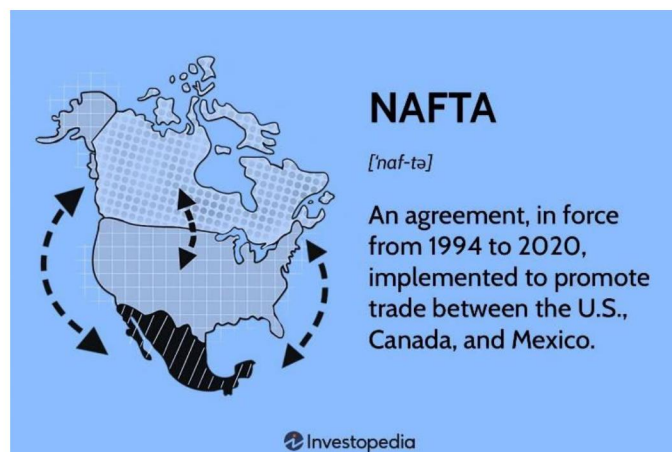 NAFTA
['naf-tə]
An agreement, in force
from 1994 to 2020,
implemented to promote
trade between the U.S.,
Canada, and Mexico.
Investopedia